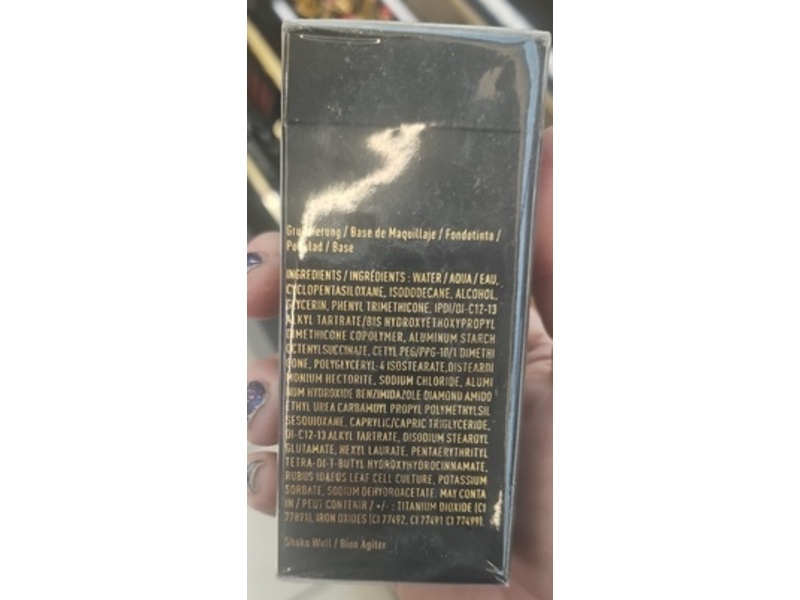 / Base de Maquillaje / Fondotinta /
/ Base
INGREDIENTS / INGRÉDIENTS : WATER / AQUA / EAU,
CYCLOPENTASILOXANE, ISODODECANE, ALCOHOL,
GLYCERIN, PHENYL TRIMETHICONE, IPDI/DI-C12-13
ALKYL TARTRATE/BIS HYDROXYETHOXYPROPYL
DIMETHICONE COPOLYMER, ALUMINUM STARCH
OCTENYLSUCCINATE, CETYL PEG/PPG-10/1 DIMETHI
CONE, POLYGLYCERYL-4 ISOSTEARATE, DISTEARDI
MONIUM HECTORITE, SODIUM CHLORIDE, ALUMI
NUM HYDROXIDE BENZIMIDAZOLE DIAMOND AMIDO
ETHYL UREA CARBAMOYL PROPYL POLYMETHYLSIL
SESQUIOXANE, CAPRYLIC/CAPRIC TRIGLYCERIDE,
DI-C12-13 ALKYL TARTRATE, DISODIUM STEAROYL
GLUTAMATE, HEXYL LAURATE, PENTAERYTHRITYL
TETRA-DI-T-BUTYL HYDROXYHYDROCINNAMATE,
RUBUS IDAEUS LEAF CELL CULTURE, POTASSIUM
SORBATE, SODIUM DEHYDROACETATE. MAY CONTA
IN / PEUT CONTENIR / +/- : TITANIUM DIOXIDE (CI
77891), IRON OXIDES (CI 77492, CI 77491 CI 77499).
Shake Well / Bien Agiter